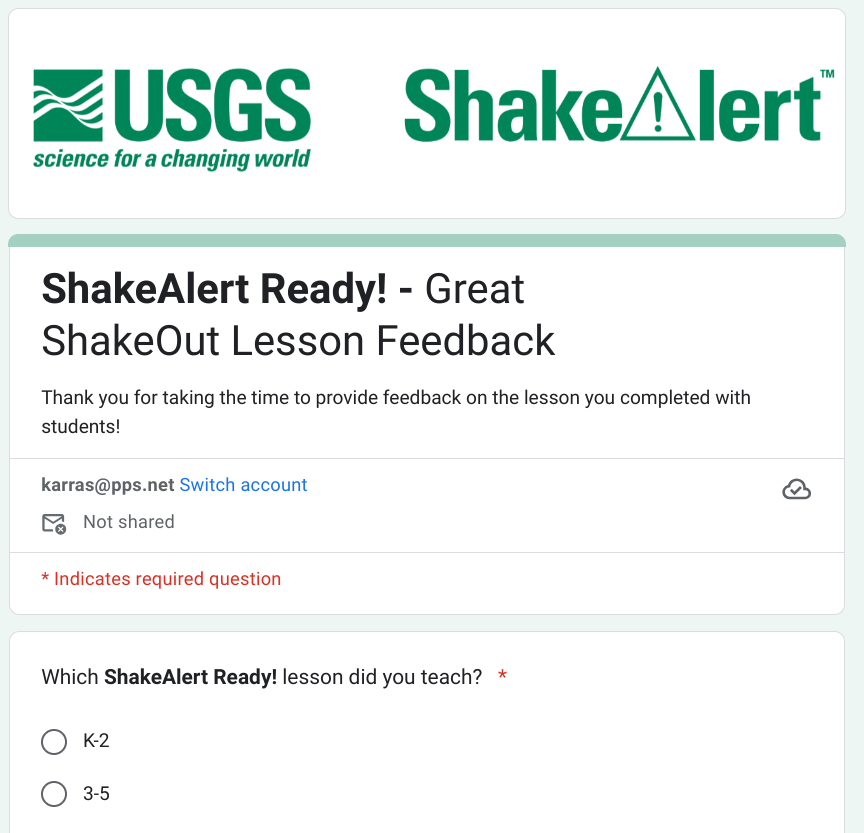 USGS
science for a changing world
ShakeAlert™
ShakeAlert Ready! - Great
ShakeOut Lesson Feedback
Thank you for taking the time to provide feedback on the lesson you completed with
students!
karras@pps.net Switch account
Not shared
* Indicates required question
Which ShakeAlert Ready! lesson did you teach? *
K-2
3-5